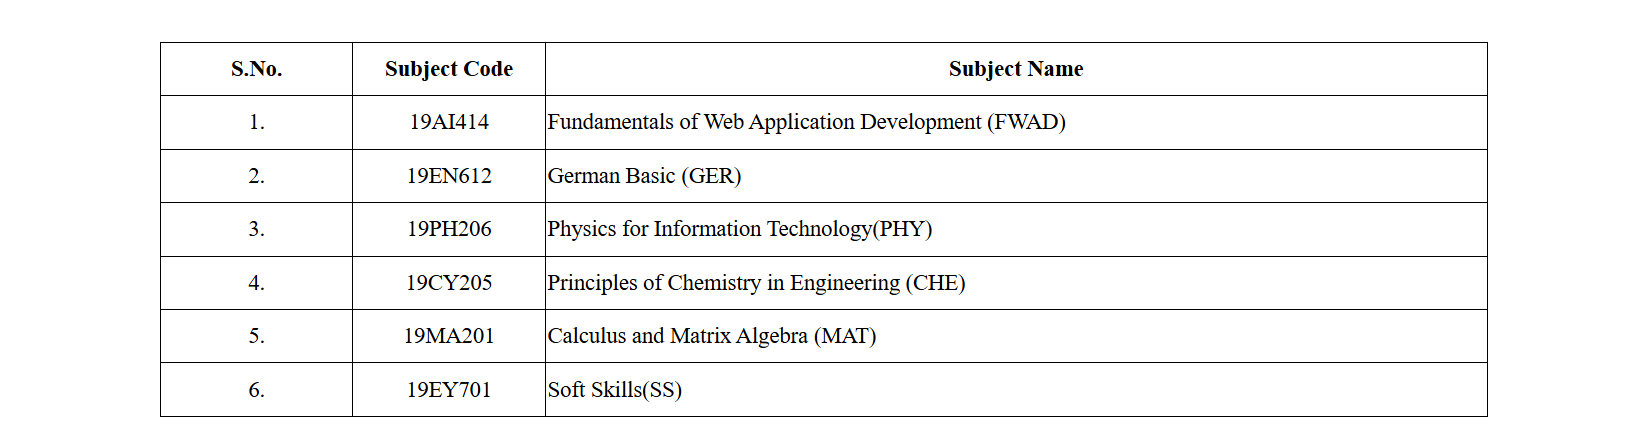 S.No. Subject Code Subject Name
1. 19AI414 Fundamentals of Web Application Development (FWAD)
2. 19EN612 German Basic (GER)
3. 19PH206 Physics for Information Technology(PHY)
4. 19CY205 Principles of Chemistry in Engineering (CHE)
5. 19MA201 Calculus and Matrix Algebra (MAT)
6. 19EY701 Soft Skills(SS)